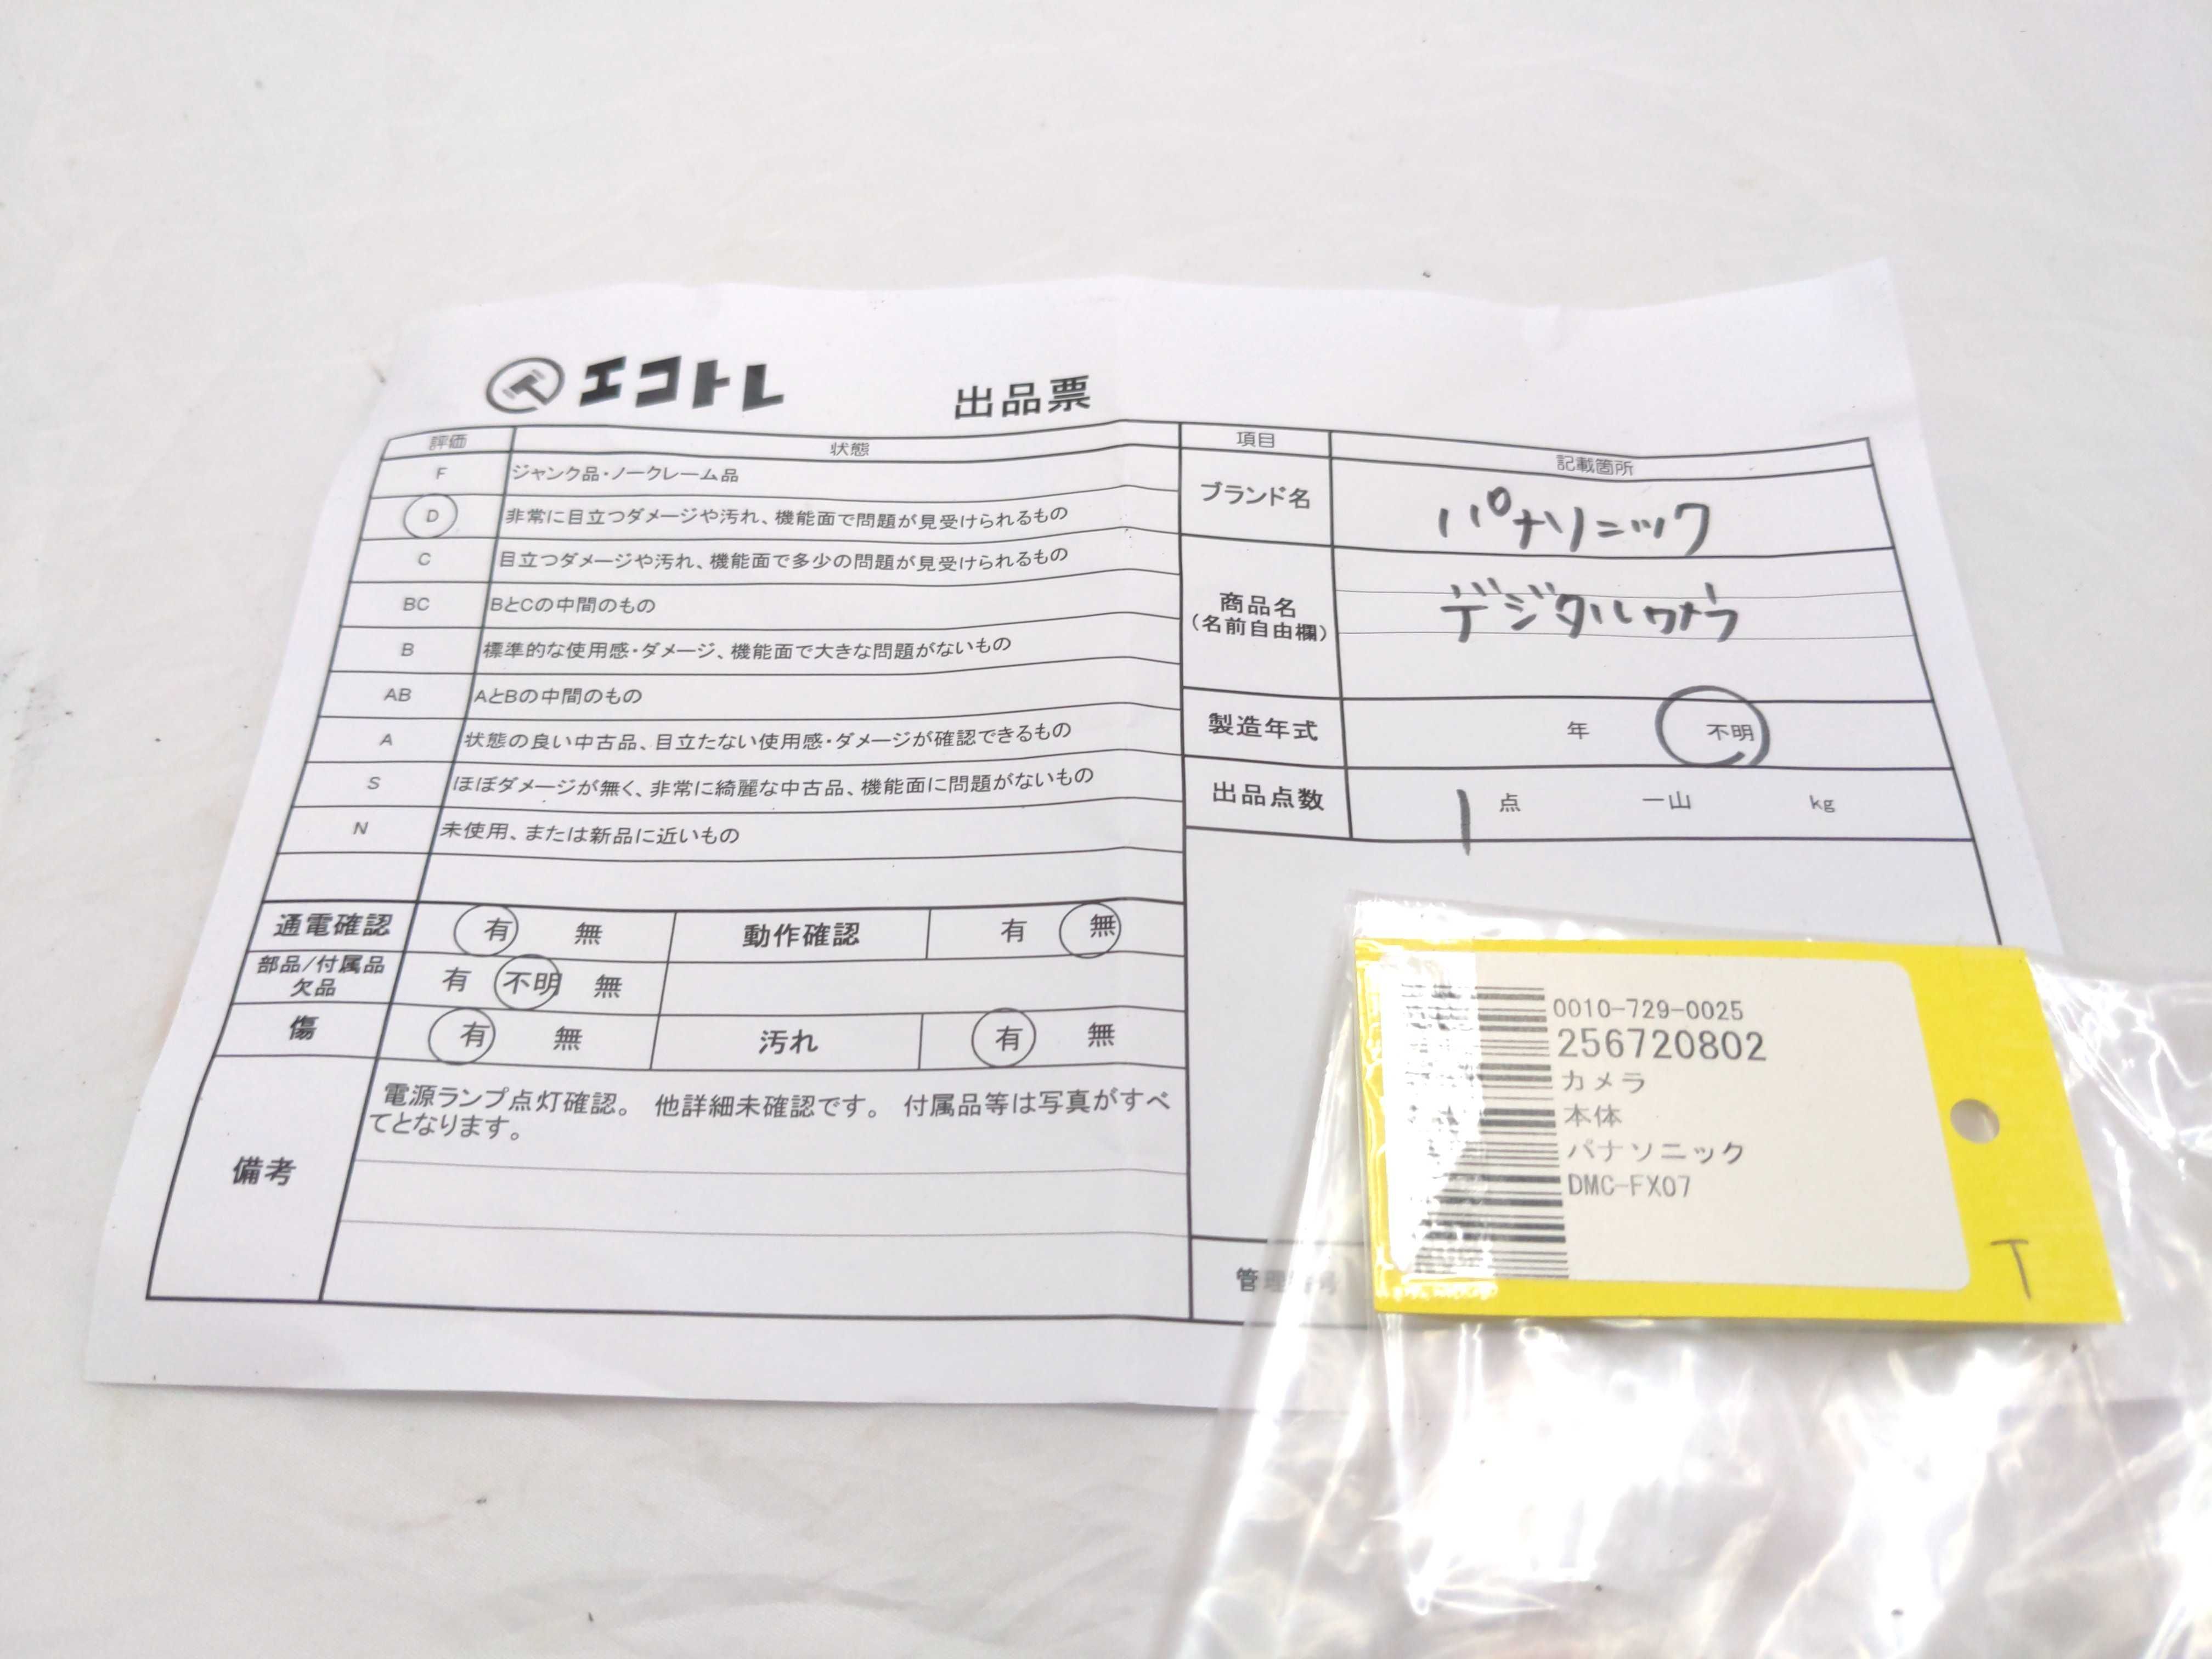 エコトレ 出品票
評価 状態
F ジャンク品・ノークレーム品
D 非常に目立つダメージや汚れ、機能面で問題が見受けられるもの
C 目立つダメージや汚れ、機能面で多少の問題が見受けられるもの
BC BとCの中間のもの
B 標準的な使用感・ダメージ、機能面で大きな問題がないもの
AB AとBの中間のもの
A 状態の良い中古品、目立たない使用感・ダメージが確認できるもの
S ほぼダメージが無く、非常に綺麗な中古品、機能面に問題がないもの
N 未使用、または新品に近いもの
通電確認 有 無 動作確認 有 無
部品/付属品
欠品 有 不明 無
傷 有 無 汚れ 有 無
備考
電源ランプ点灯確認。 他詳細未確認です。 付属品等は写真がすべ
てとなります。
項目 記載箇所
ブランド名 パナソニック
商品名
(名前自由欄)
デジタルカメラ
製造年式 年 不明
出品点数 1 点 一山 kg
管理番号
0010-729-0025
256720802
カメラ
本体
パナソニック
DMC-FX07
T